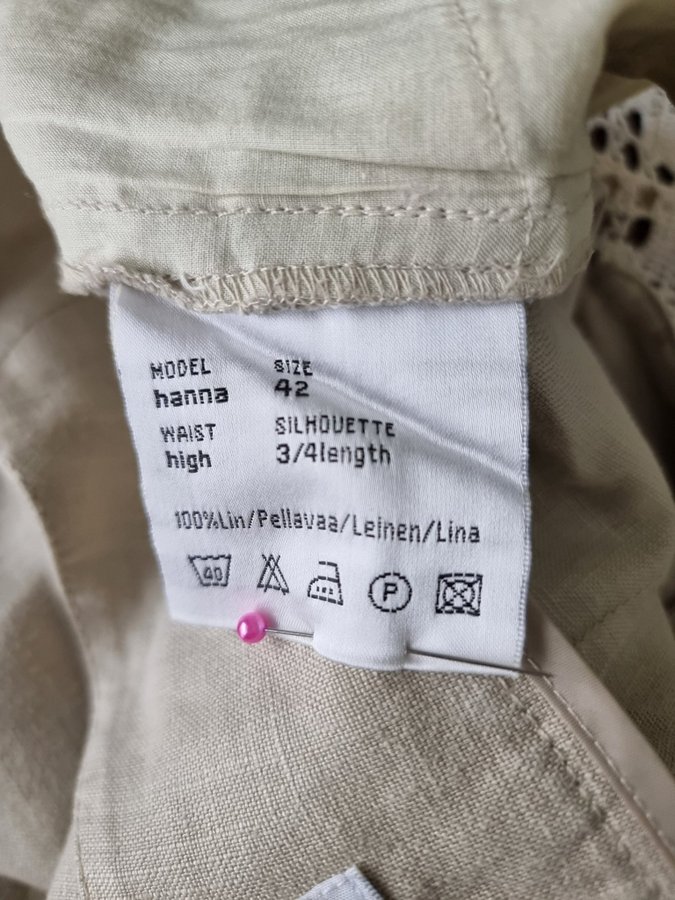 MODEL SIZE
hanna 42
WAIST SILHOUETTE
high 3/4length
100%Lin/Pellavaa/Leinen/Lina
40 P